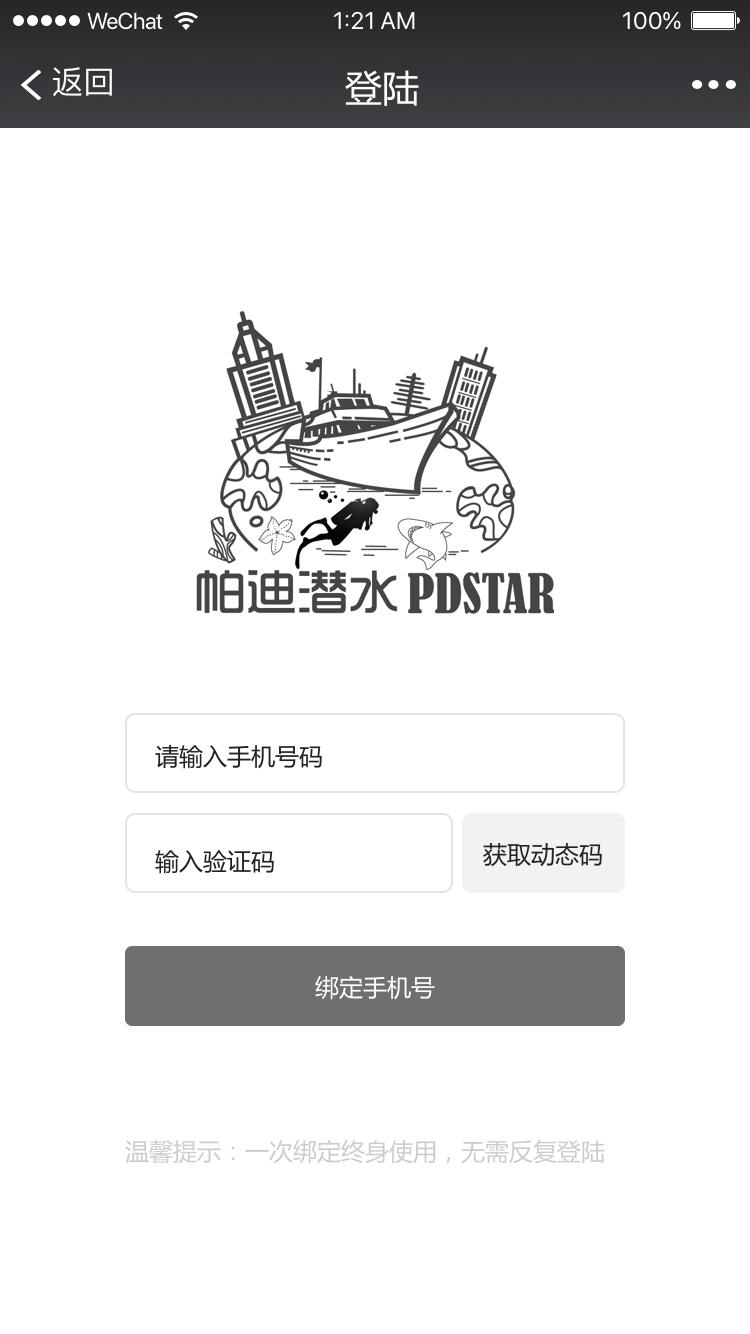 WeChat 1:21 AM 100%
返回 登陆
帕迪潜水 PDSTAR
请输入手机号码
输入验证码 获取动态码
绑定手机号
温馨提示：一次绑定终身使用，无需反复登陆